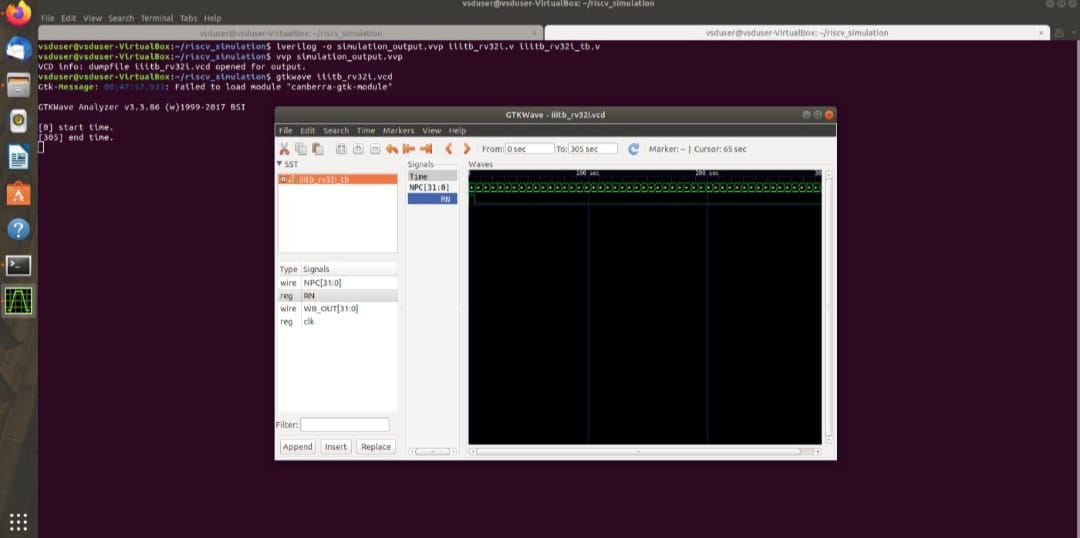 vsduser@vsduser-VirtualBox: ~/riscv_simulation
File Edit View Search Terminal Tabs Help
vsduser@vsduser-VirtualBox: ~/riscv_simulation
vsduser@vsduser-VirtualBox: ~/riscv_simulation
vsduser@vsduser-VirtualBox:~/riscv_simulation$ iverilog -o simulation_output.vvp iiitb_rv32i.v iiitb_rv32i_tb.v
vsduser@vsduser-VirtualBox:~/riscv_simulation$ vvp simulation_output.vvp
VCD info: dumpfile iiitb_rv32i.vcd opened for output.
vsduser@vsduser-VirtualBox:~/riscv_simulation$ gtkwave iiitb_rv32i.vcd
Gtk-Message: 00:47:57.933: Failed to load module "canberra-gtk-module"
GTKWave Analyzer v3.3.86 (w)1999-2017 BSI
[0] start time.
[305] end time.
GTKWave - iiitb_rv32i.vcd
File Edit Search Time Markers View Help
From: 0 sec To: 305 sec Marker: -- | Cursor: 65 sec
SST
iiitb_rv32i_tb
Type Signals
wire NPC[31:0]
reg RN
wire WB_OUT[31:0]
reg clk
Filter:
Append Insert Replace
Signals
Time
NPC[31:0]
RN
Waves
100 sec 200 sec 30